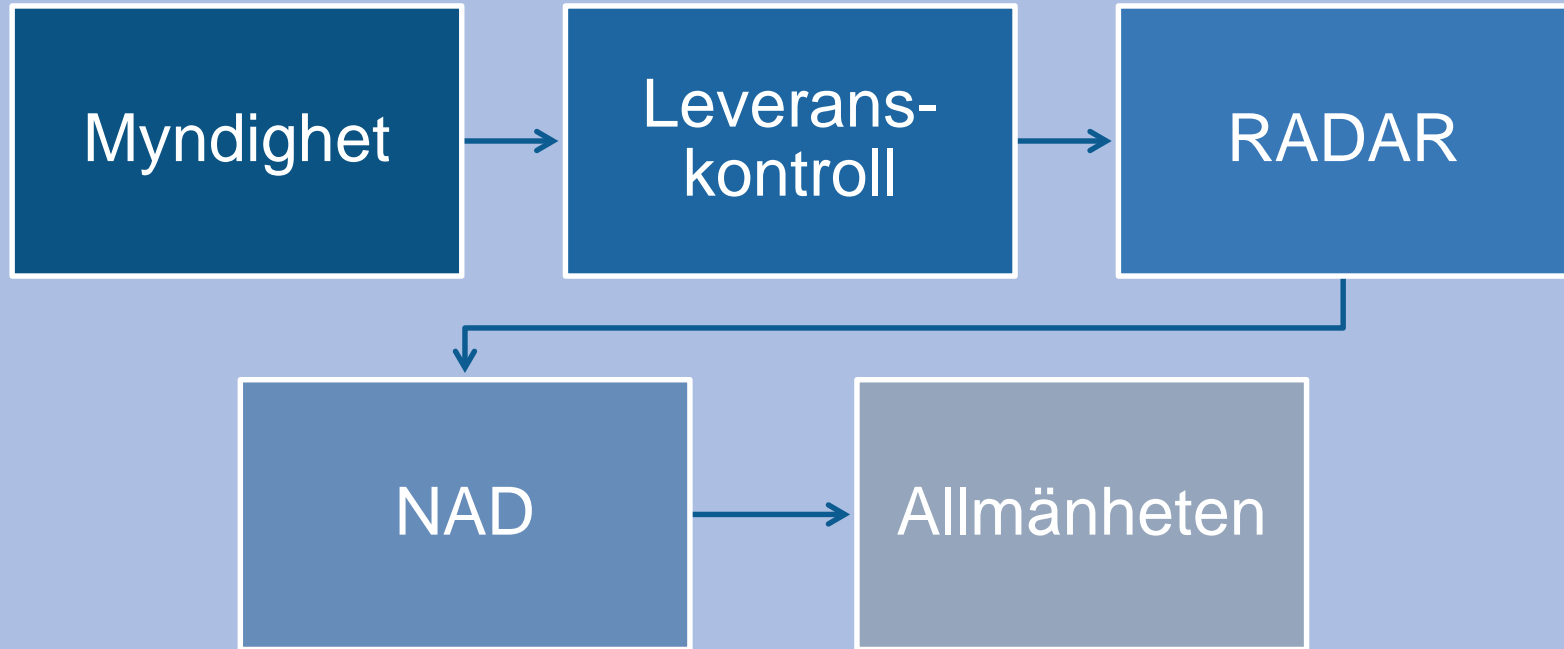 Myndighet
Leverans-
kontroll
RADAR
NAD
Allmänheten